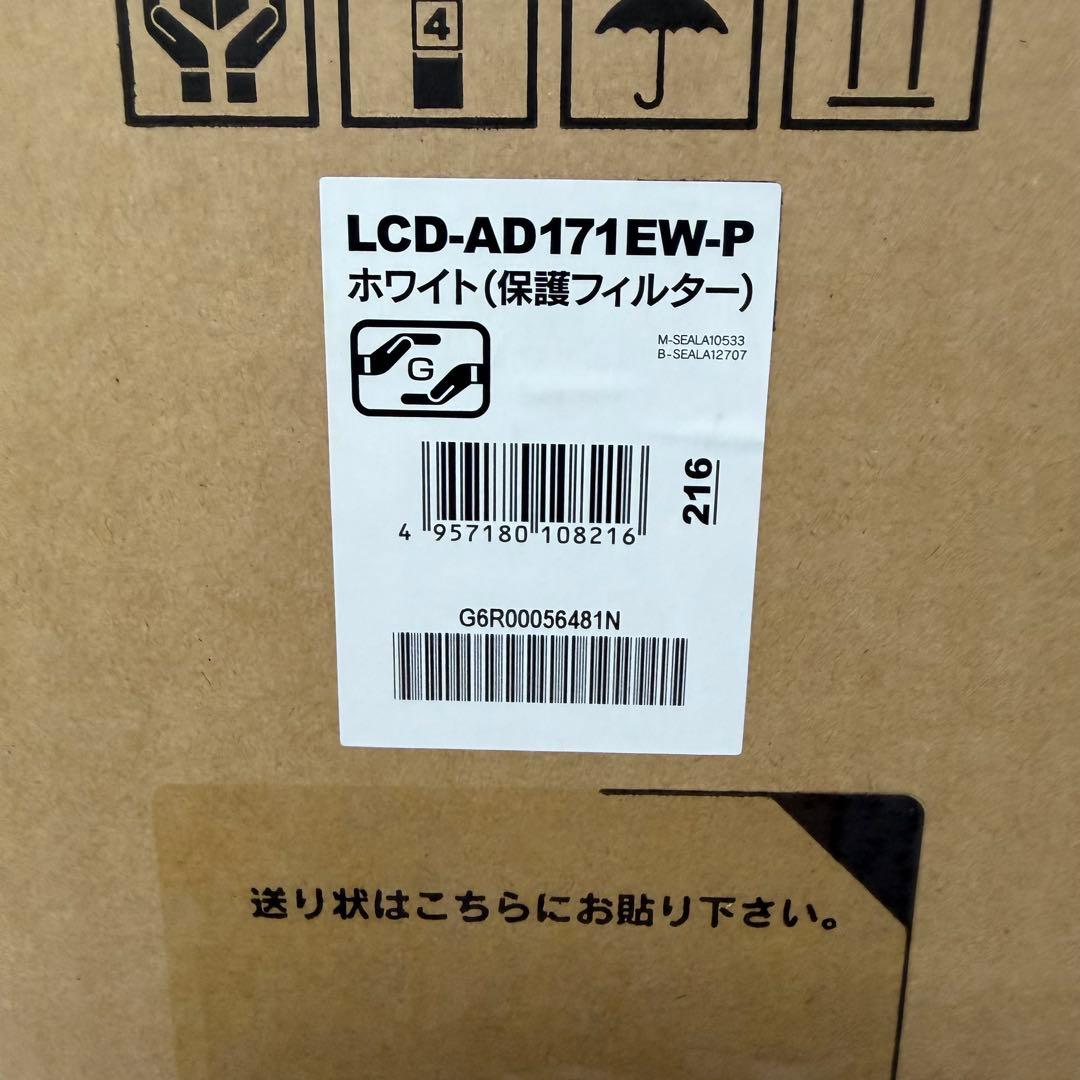 4
LCD-AD171EW-P
ホワイト(保護フィルター)
M-SEALA10533
B-SEALA12707
G
216
4 957180 108216
G6R00056481N
送り状はこちらにお貼り下さい。